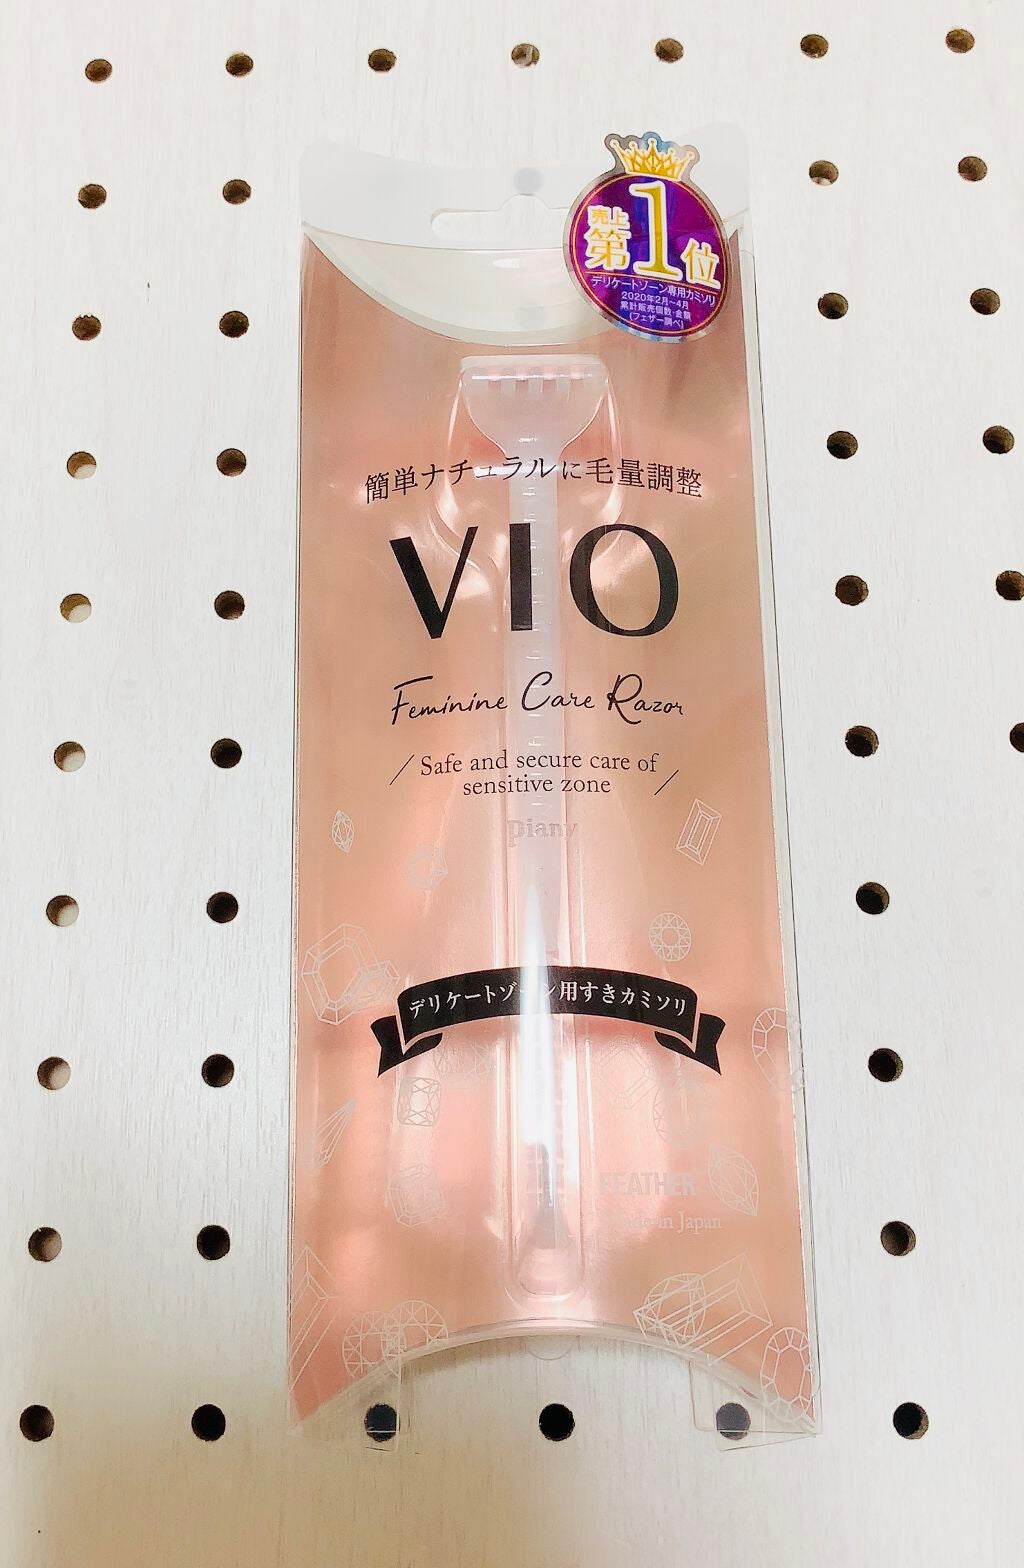 売上
第1位
デリケートゾーン専用カミソリ
2020年2月~4月
累計販売個数・金額
(フェザー調べ)
簡単ナチュラルに毛量調整
VIO
Feminine Care Razor
Safe and secure care of
sensitive zone
piany
デリケートゾーン用すきカミソリ
FEATHER
Made in Japan